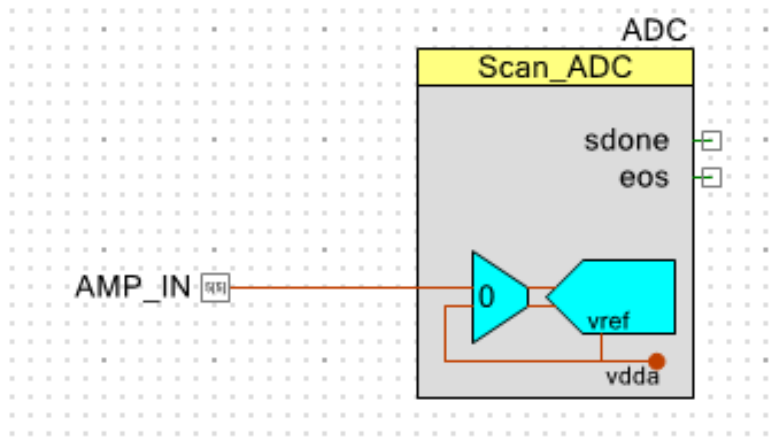 ADC
Scan_ADC
sdone
eos
AMP_IN
0
vref
vdda